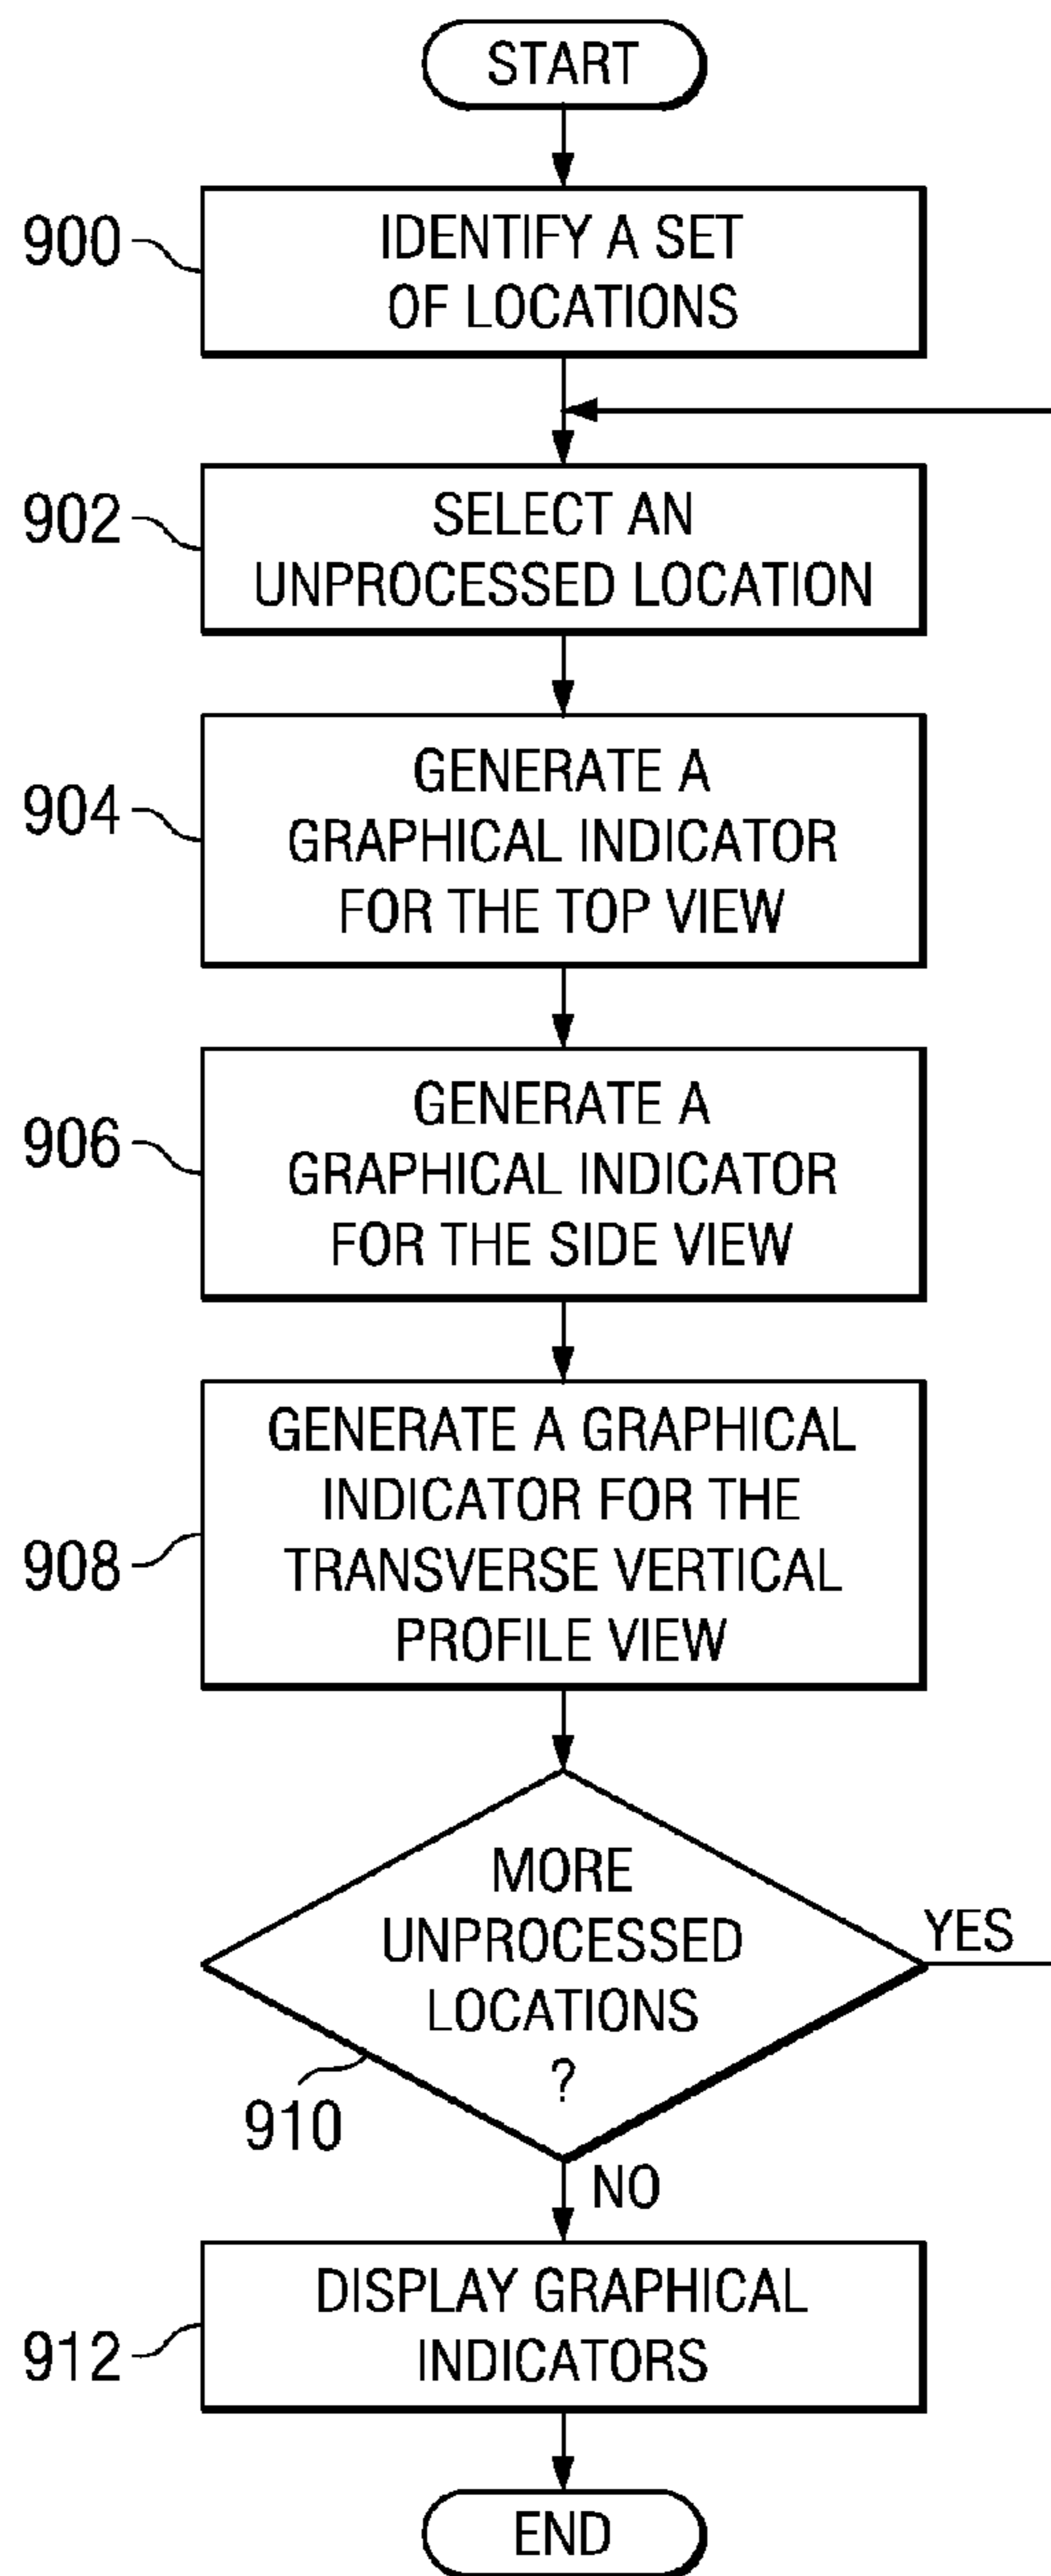 START
900
IDENTIFY A SET
OF LOCATIONS
902
SELECT AN
UNPROCESSED LOCATION
904
GENERATE A
GRAPHICAL INDICATOR
FOR THE TOP VIEW
906
GENERATE A
GRAPHICAL INDICATOR
FOR THE SIDE VIEW
908
GENERATE A GRAPHICAL
INDICATOR FOR THE
TRANSVERSE VERTICAL
PROFILE VIEW
MORE
UNPROCESSED
LOCATIONS
?
YES
910
NO
912
DISPLAY GRAPHICAL
INDICATORS
END